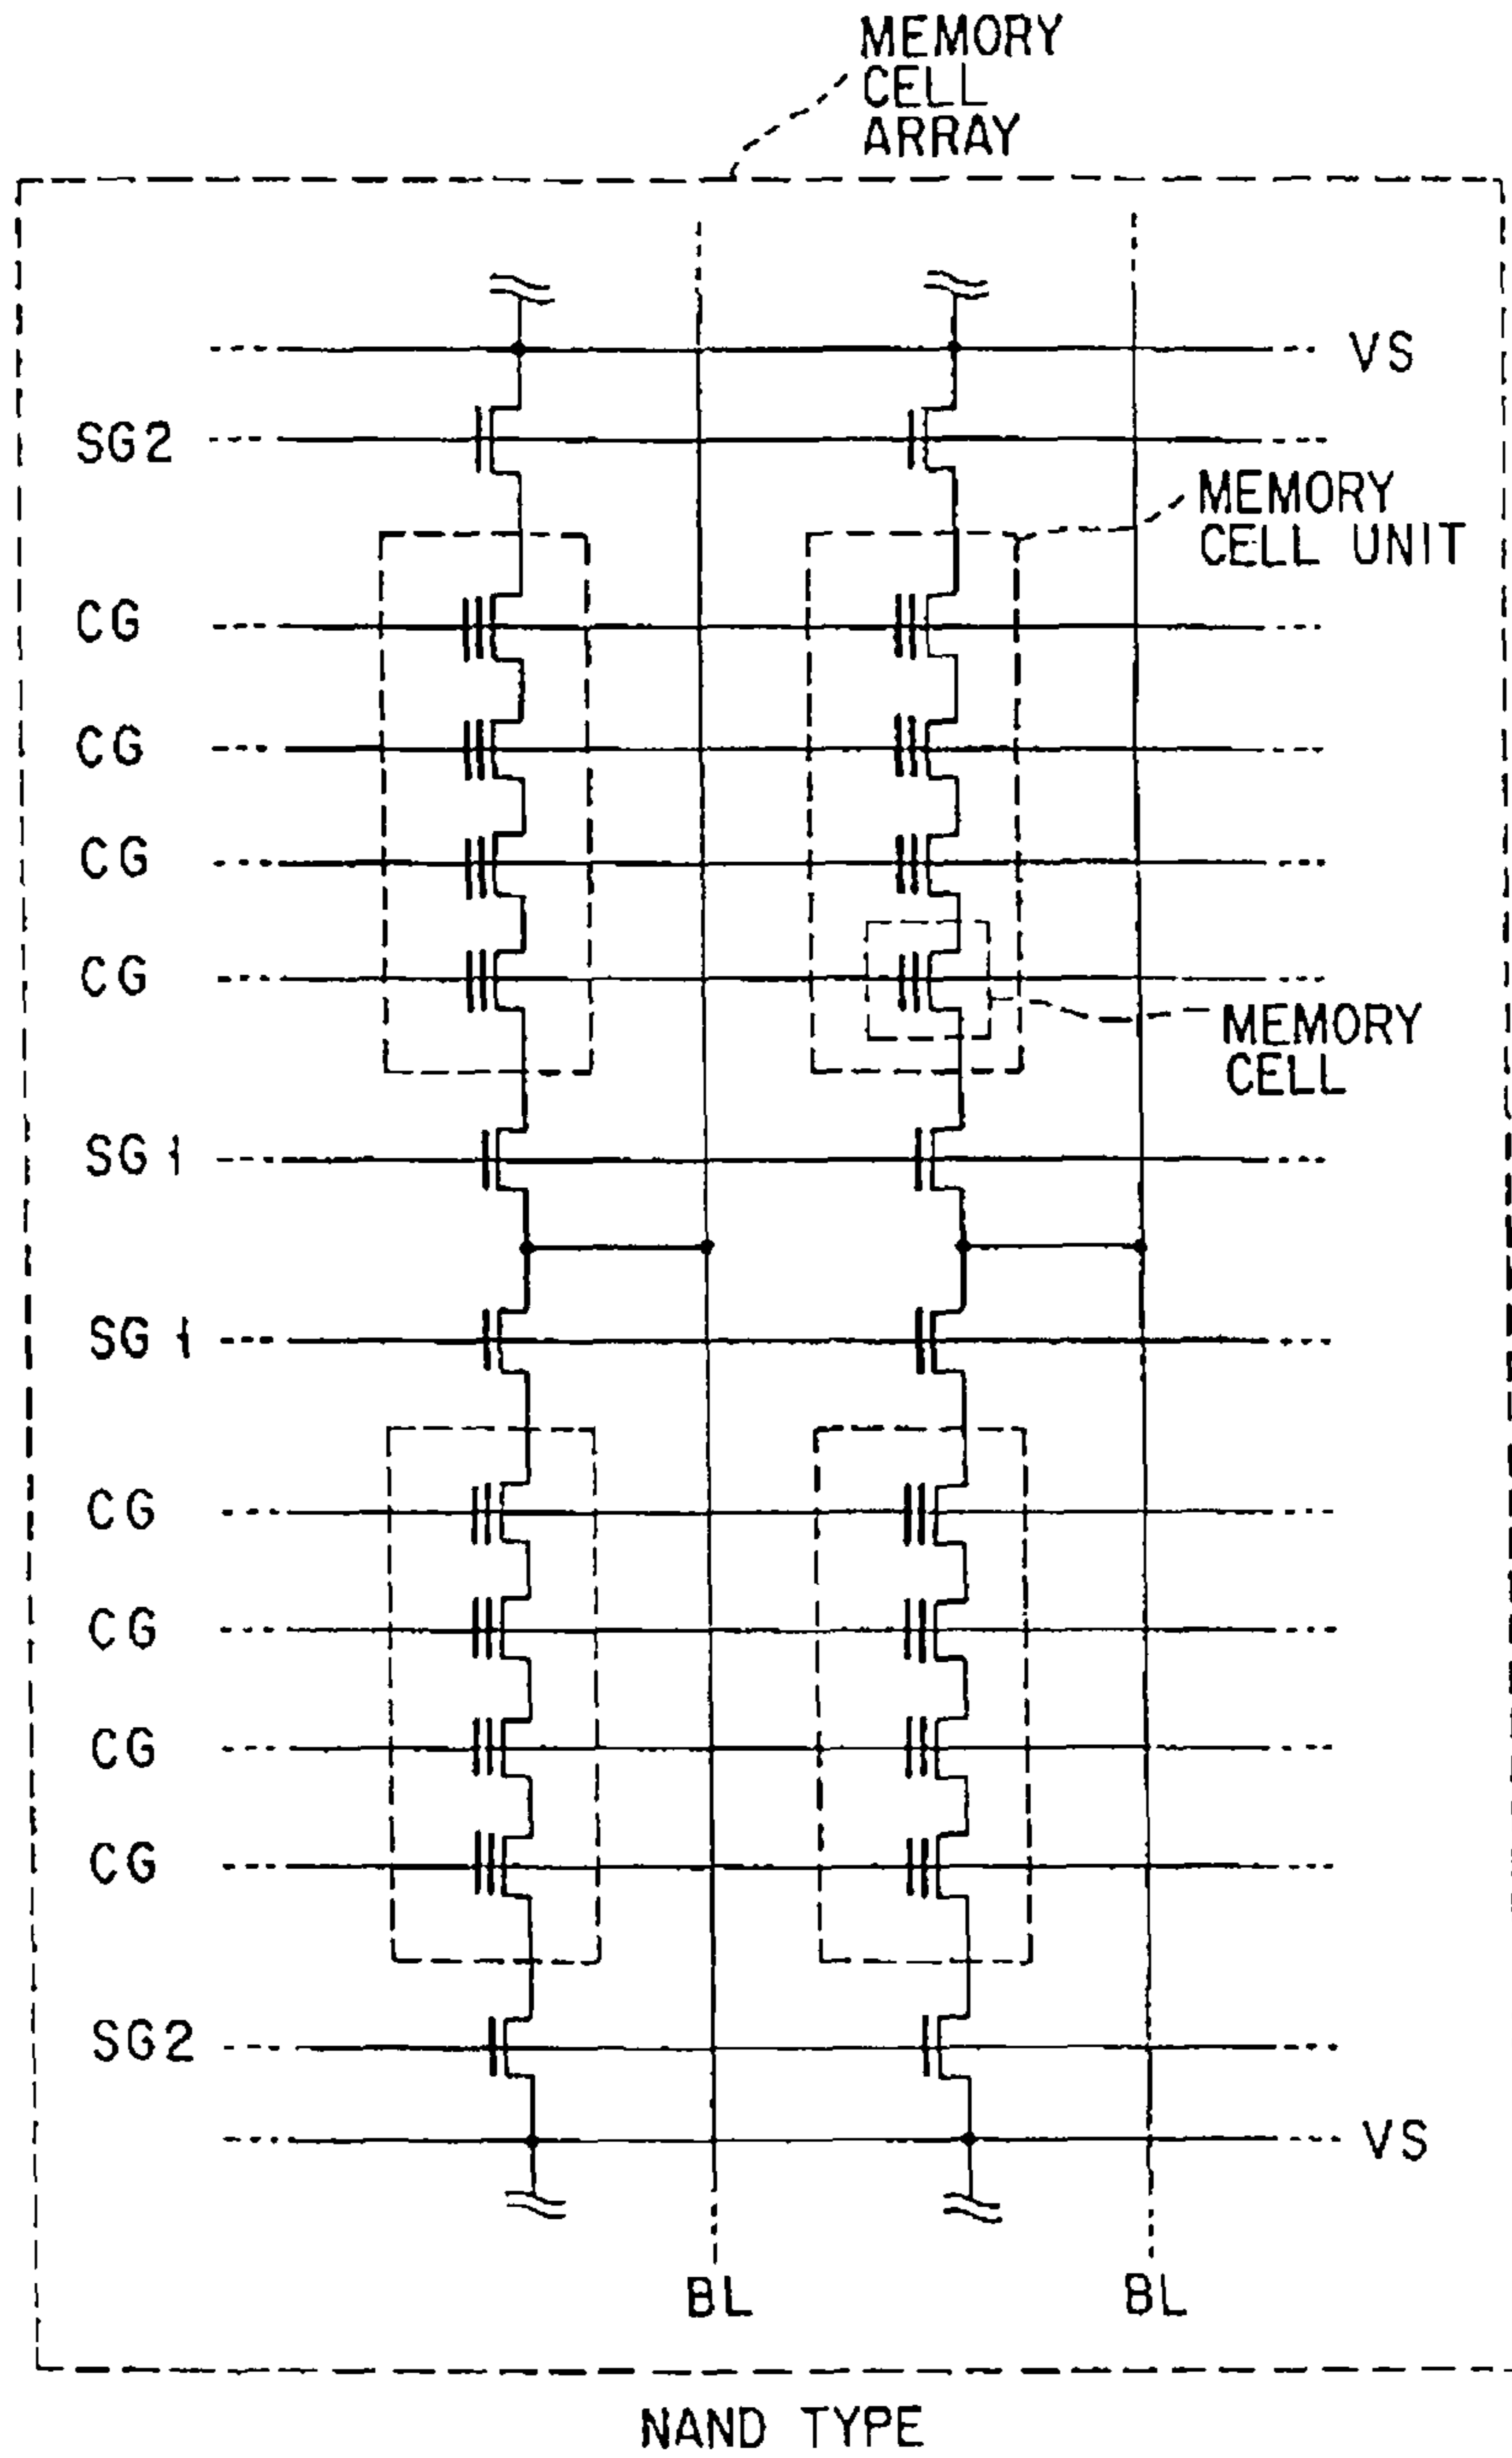 MEMORY
CELL
ARRAY
VS
SG2
MEMORY
CELL UNIT
CG
CG
CG
CG
MEMORY
CELL
SG1
SG1
CG
CG
CG
CG
SG2
VS
BL BL
NAND TYPE